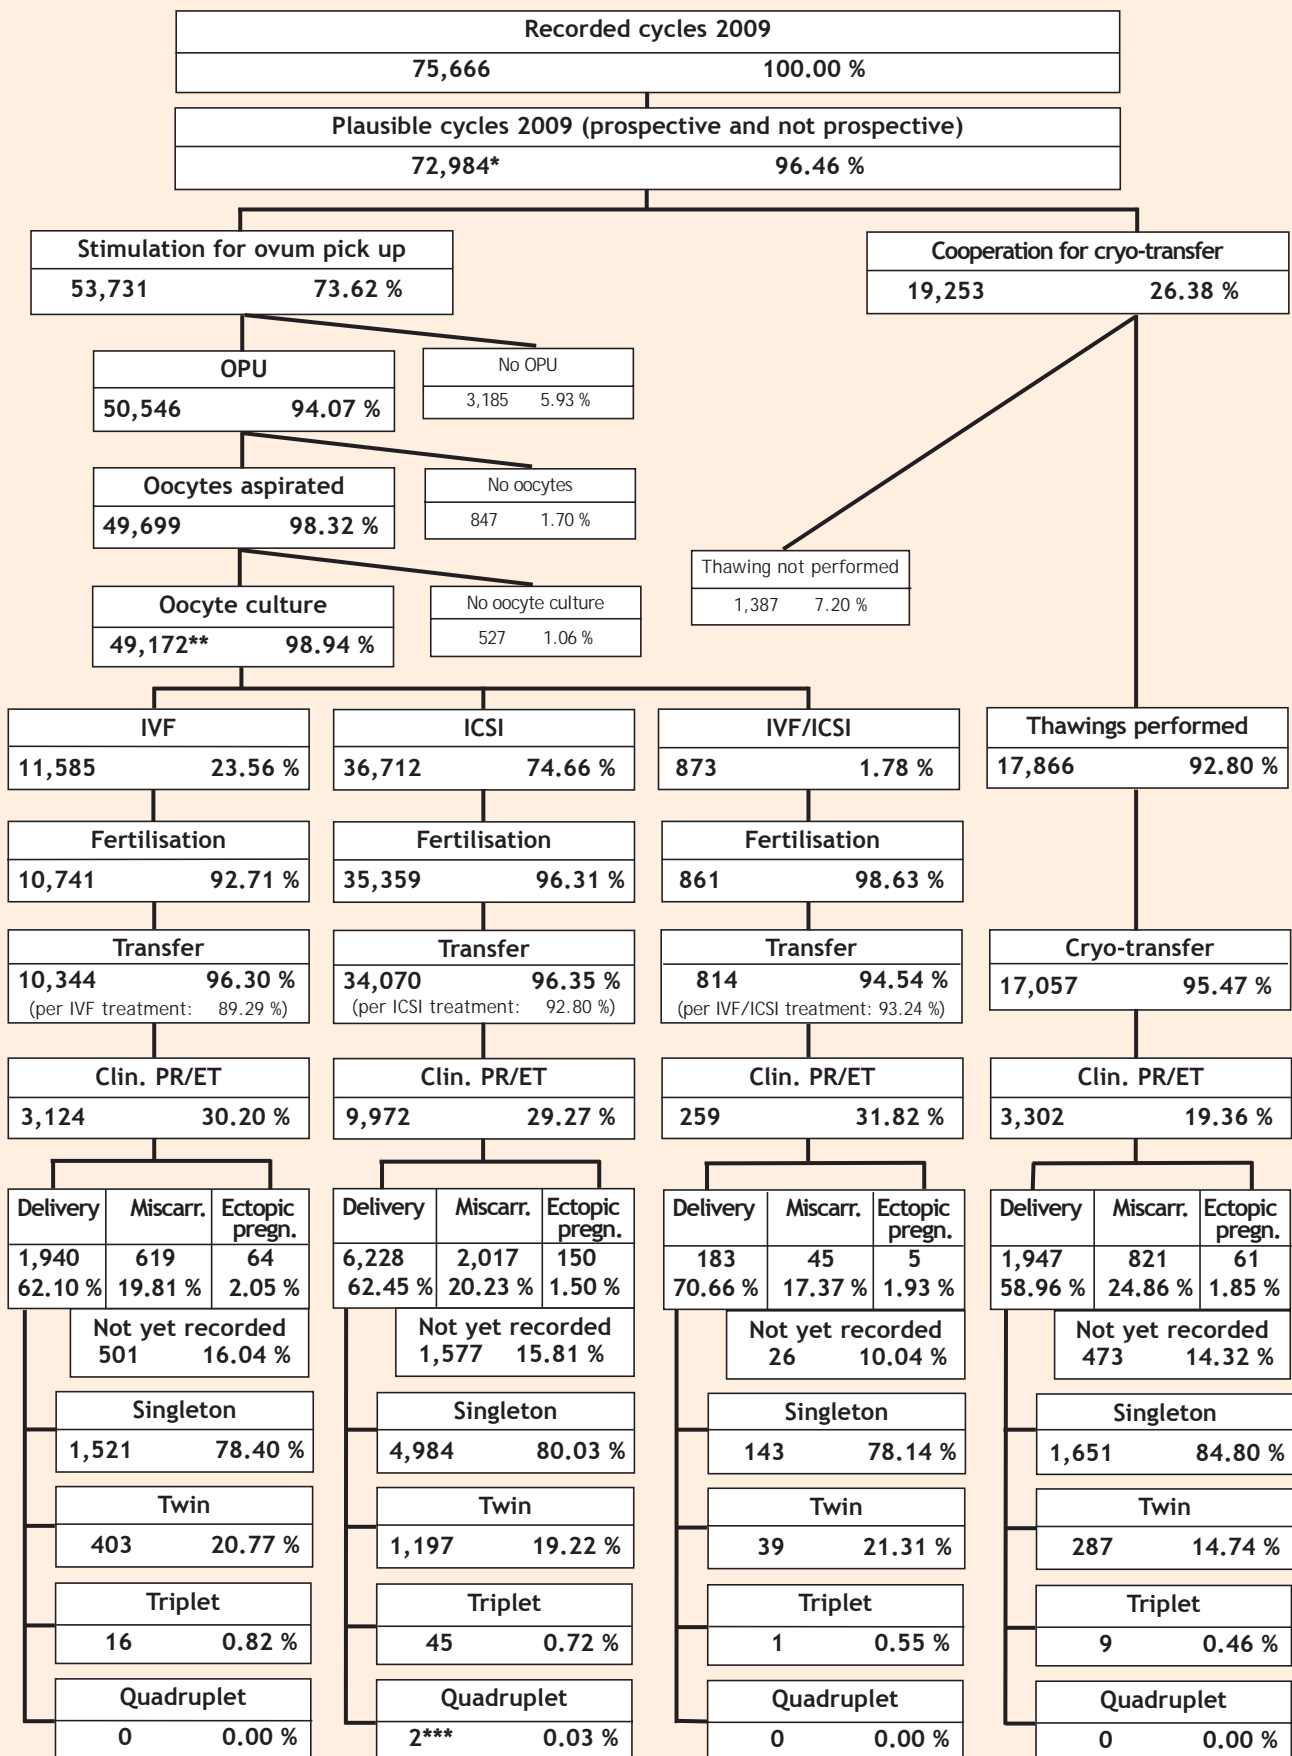 Recorded cycles 2009
75,666 100.00 %
Plausible cycles 2009 (prospective and not prospective)
72,984* 96.46 %
Stimulation for ovum pick up
53,731 73.62 %
Cooperation for cryo-transfer
19,253 26.38 %
OPU
50,546 94.07 %
No OPU
3,185 5.93 %
Oocytes aspirated
49,699 98.32 %
No oocytes
847 1.70 %
Thawing not performed
1,387 7.20 %
Oocyte culture
49,172** 98.94 %
No oocyte culture
527 1.06 %
IVF
11,585 23.56 %
Fertilisation
10,741 92.71 %
Transfer
10,344 96.30 %
(per IVF treatment: 89.29 %)
Clin. PR/ET
3,124 30.20 %
Delivery Miscarr. Ectopic
pregn.
1,940 619 64
62.10 % 19.81 % 2.05 %
Not yet recorded
501 16.04 %
Singleton
1,521 78.40 %
Twin
403 20.77 %
Triplet
16 0.82 %
Quadruplet
0 0.00 %
ICSI
36,712 74.66 %
Fertilisation
35,359 96.31 %
Transfer
34,070 96.35 %
(per ICSI treatment: 92.80 %)
Clin. PR/ET
9,972 29.27 %
Delivery Miscarr. Ectopic
pregn.
6,228 2,017 150
62.45 % 20.23 % 1.50 %
Not yet recorded
1,577 15.81 %
Singleton
4,984 80.03 %
Twin
1,197 19.22 %
Triplet
45 0.72 %
Quadruplet
2*** 0.03 %
IVF/ICSI
873 1.78 %
Fertilisation
861 98.63 %
Transfer
814 94.54 %
(per IVF/ICSI treatment: 93.24 %)
Clin. PR/ET
259 31.82 %
Delivery Miscarr. Ectopic
pregn.
183 45 5
70.66 % 17.37 % 1.93 %
Not yet recorded
26 10.04 %
Singleton
143 78.14 %
Twin
39 21.31 %
Triplet
1 0.55 %
Quadruplet
0 0.00 %
Thawings performed
17,866 92.80 %
Cryo-transfer
17,057 95.47 %
Clin. PR/ET
3,302 19.36 %
Delivery Miscarr. Ectopic
pregn.
1,947 821 61
58.96 % 24.86 % 1.85 %
Not yet recorded
473 14.32 %
Singleton
1,651 84.80 %
Twin
287 14.74 %
Triplet
9 0.46 %
Quadruplet
0 0.00 %